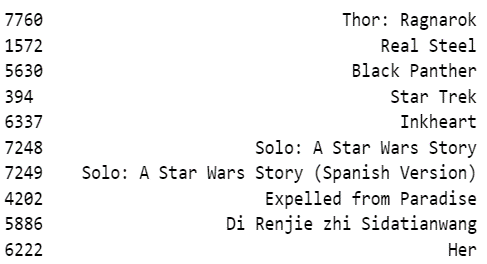 7760 Thor: Ragnarok
1572 Real Steel
5630 Black Panther
394 Star Trek
6337 Inkheart
7248 Solo: A Star Wars Story
7249 Solo: A Star Wars Story (Spanish Version)
4202 Expelled from Paradise
5886 Di Renjie zhi Sidatianwang
6222 Her